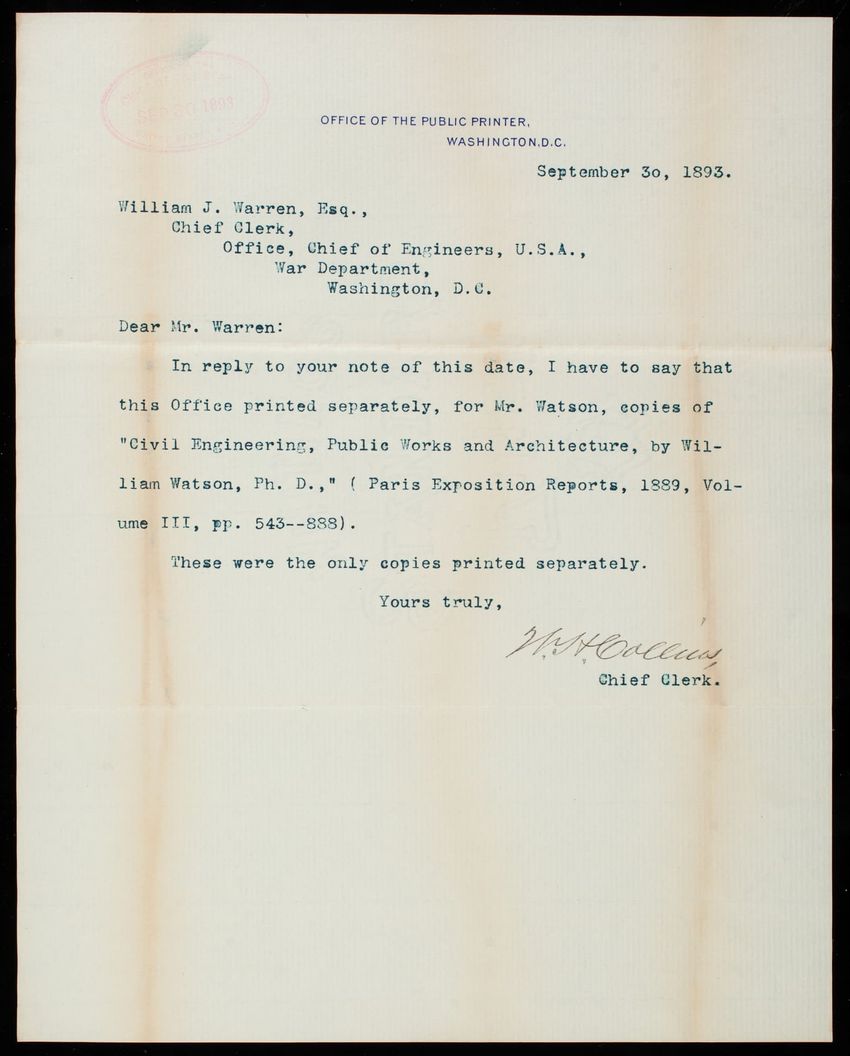 SEP 30 1893
OFFICE OF THE PUBLIC PRINTER,
WASHINGTON, D.C.
September 3o, 1893.
William J. Warren, Esq.,
Chief Clerk,
Office, Chief of Engineers, U.S.A.,
War Department,
Washington, D.C.
Dear Mr. Warren:
In reply to your note of this date, I have to say that
this Office printed separately, for Mr. Watson, copies of
"Civil Engineering, Public Works and Architecture, by Wil-
liam Watson, Ph. D.," ( Paris Exposition Reports, 1889, Vol-
ume III, pp. 543--888).
These were the only copies printed separately.
Yours truly,
W. H. Collins,
Chief Clerk.